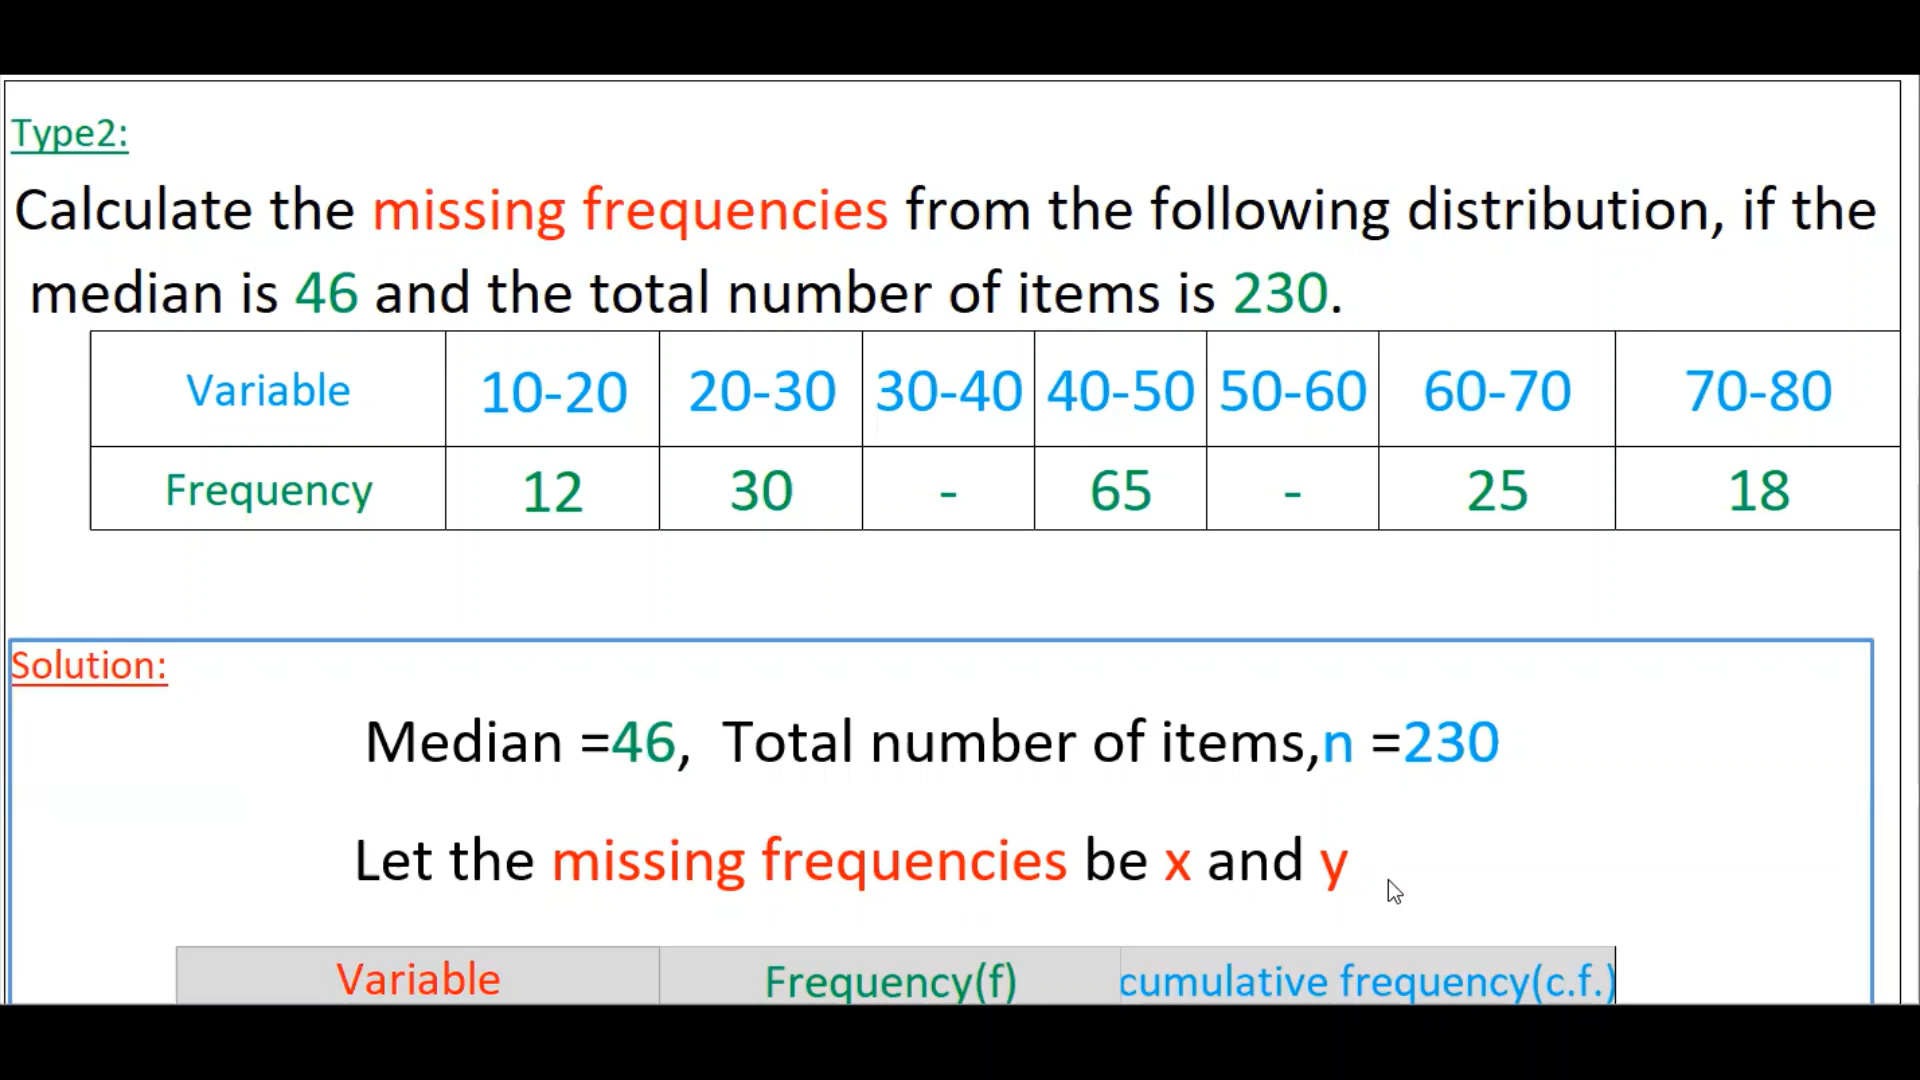 Type2:
Calculate the missing frequencies from the following distribution, if the
median is 46 and the total number of items is 230.
Variable 10-20 20-30 30-40 40-50 50-60 60-70 70-80
Frequency 12 30 - 65 - 25 18
Solution:
Median =46, Total number of items,n =230
Let the missing frequencies be x and y
Variable Frequency(f) cumulative frequency(c.f.)